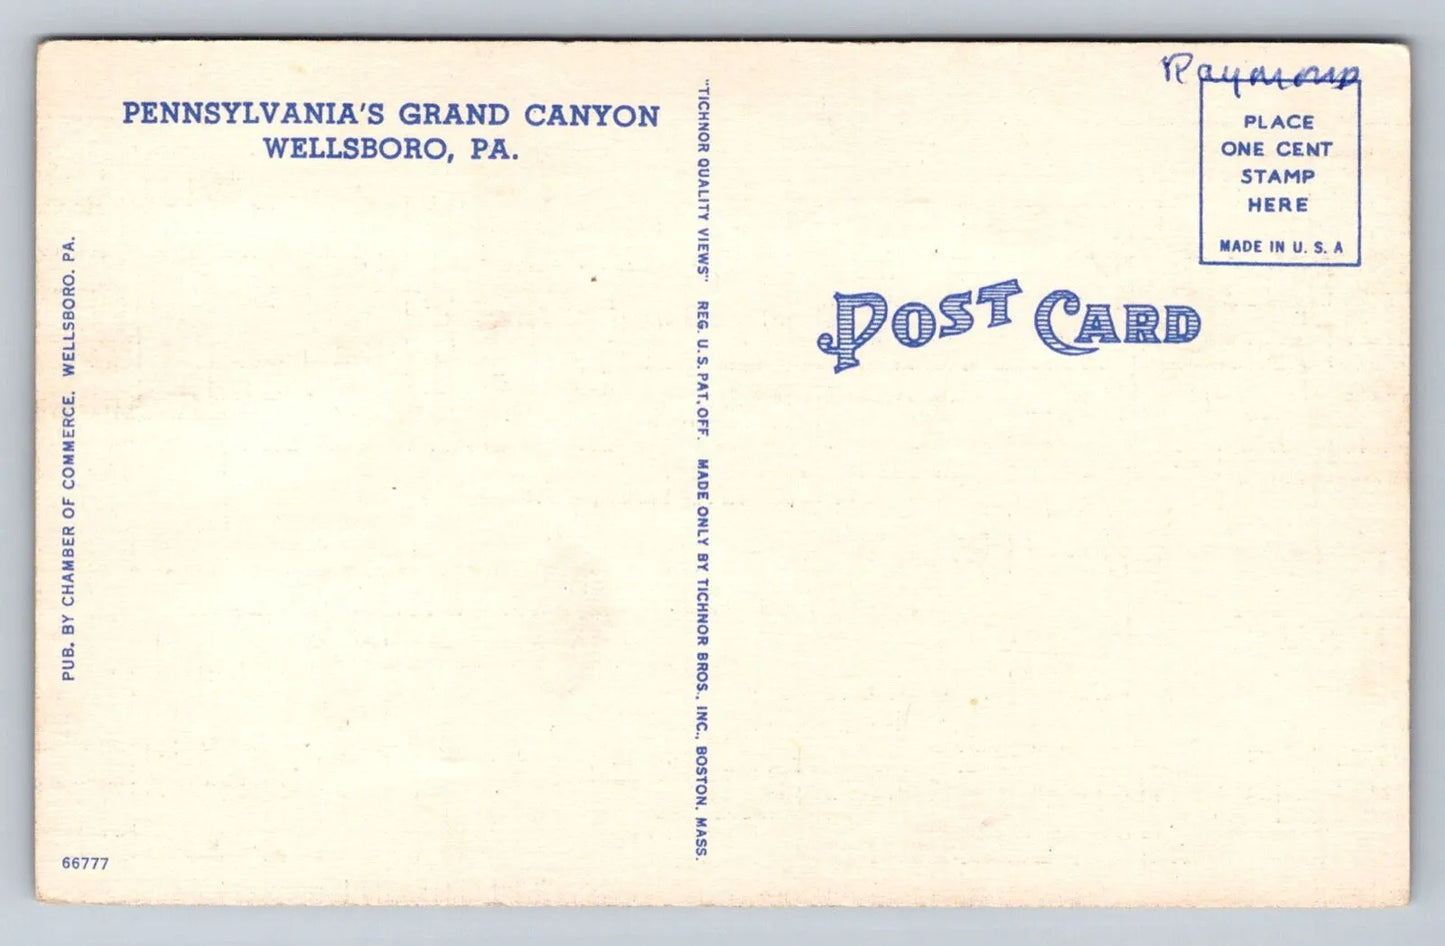 PENNSYLVANIA'S GRAND CANYON
WELLSBORO, PA.
PUB. BY CHAMBER OF COMMERCE, WELLSBORO, PA.
66777
"TICHNOR QUALITY VIEWS" REG. U.S. PAT. OFF. MADE ONLY BY TICHNOR BROS., INC., BOSTON, MASS.
Raymond
PLACE
ONE CENT
STAMP
HERE
MADE IN U. S. A
POST CARD